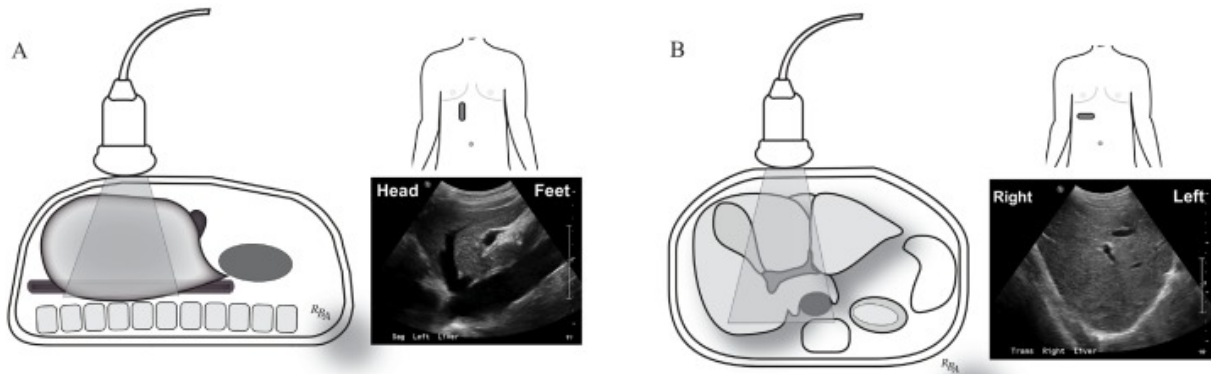 A
Head Feet
Sag Left Liver
B
Right Left
Trans Right Liver